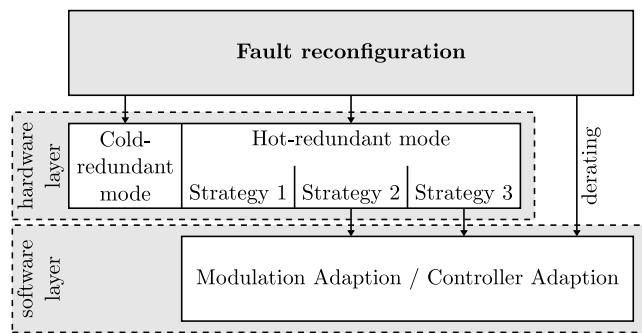 Fault reconfiguration
hardware
layer
Cold-
redundant
mode
Hot-redundant mode
Strategy 1
Strategy 2
Strategy 3
derating
software
layer
Modulation Adaption / Controller Adaption